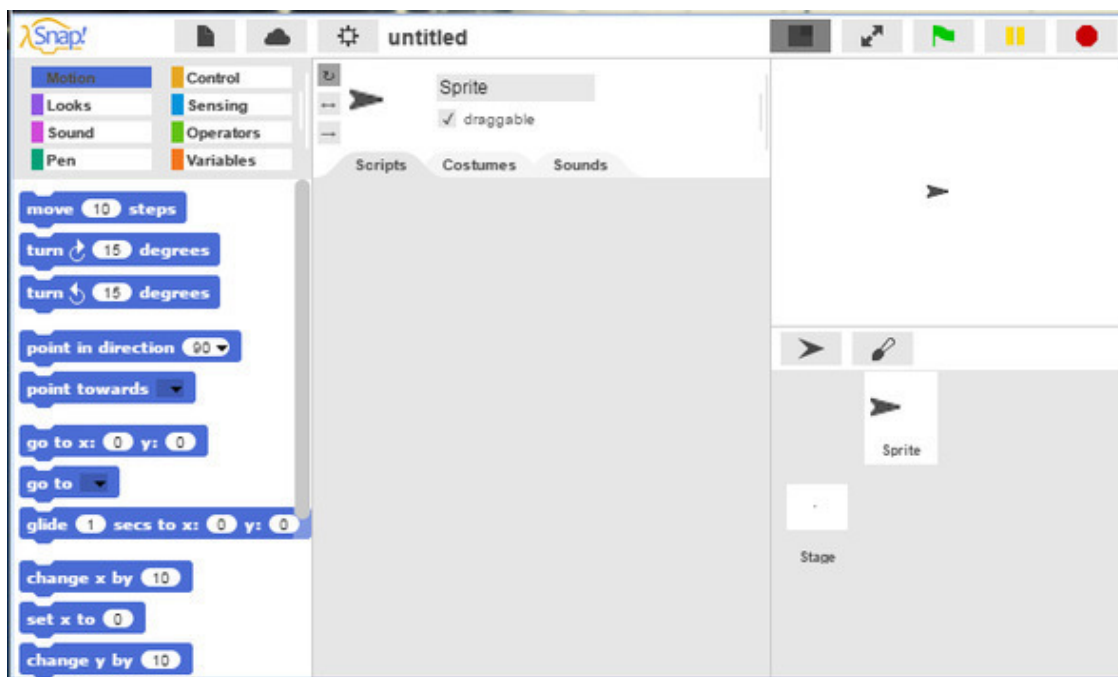 λSnap!
untitled
Motion
Control
Looks
Sensing
Sound
Operators
Pen
Variables
Sprite
draggable
Scripts Costumes Sounds
move 10 steps
turn 15 degrees
turn 15 degrees
point in direction 90
point towards
go to x: 0 y: 0
go to
glide 1 secs to x: 0 y: 0
change x by 10
set x to 0
change y by 10
Sprite
Stage